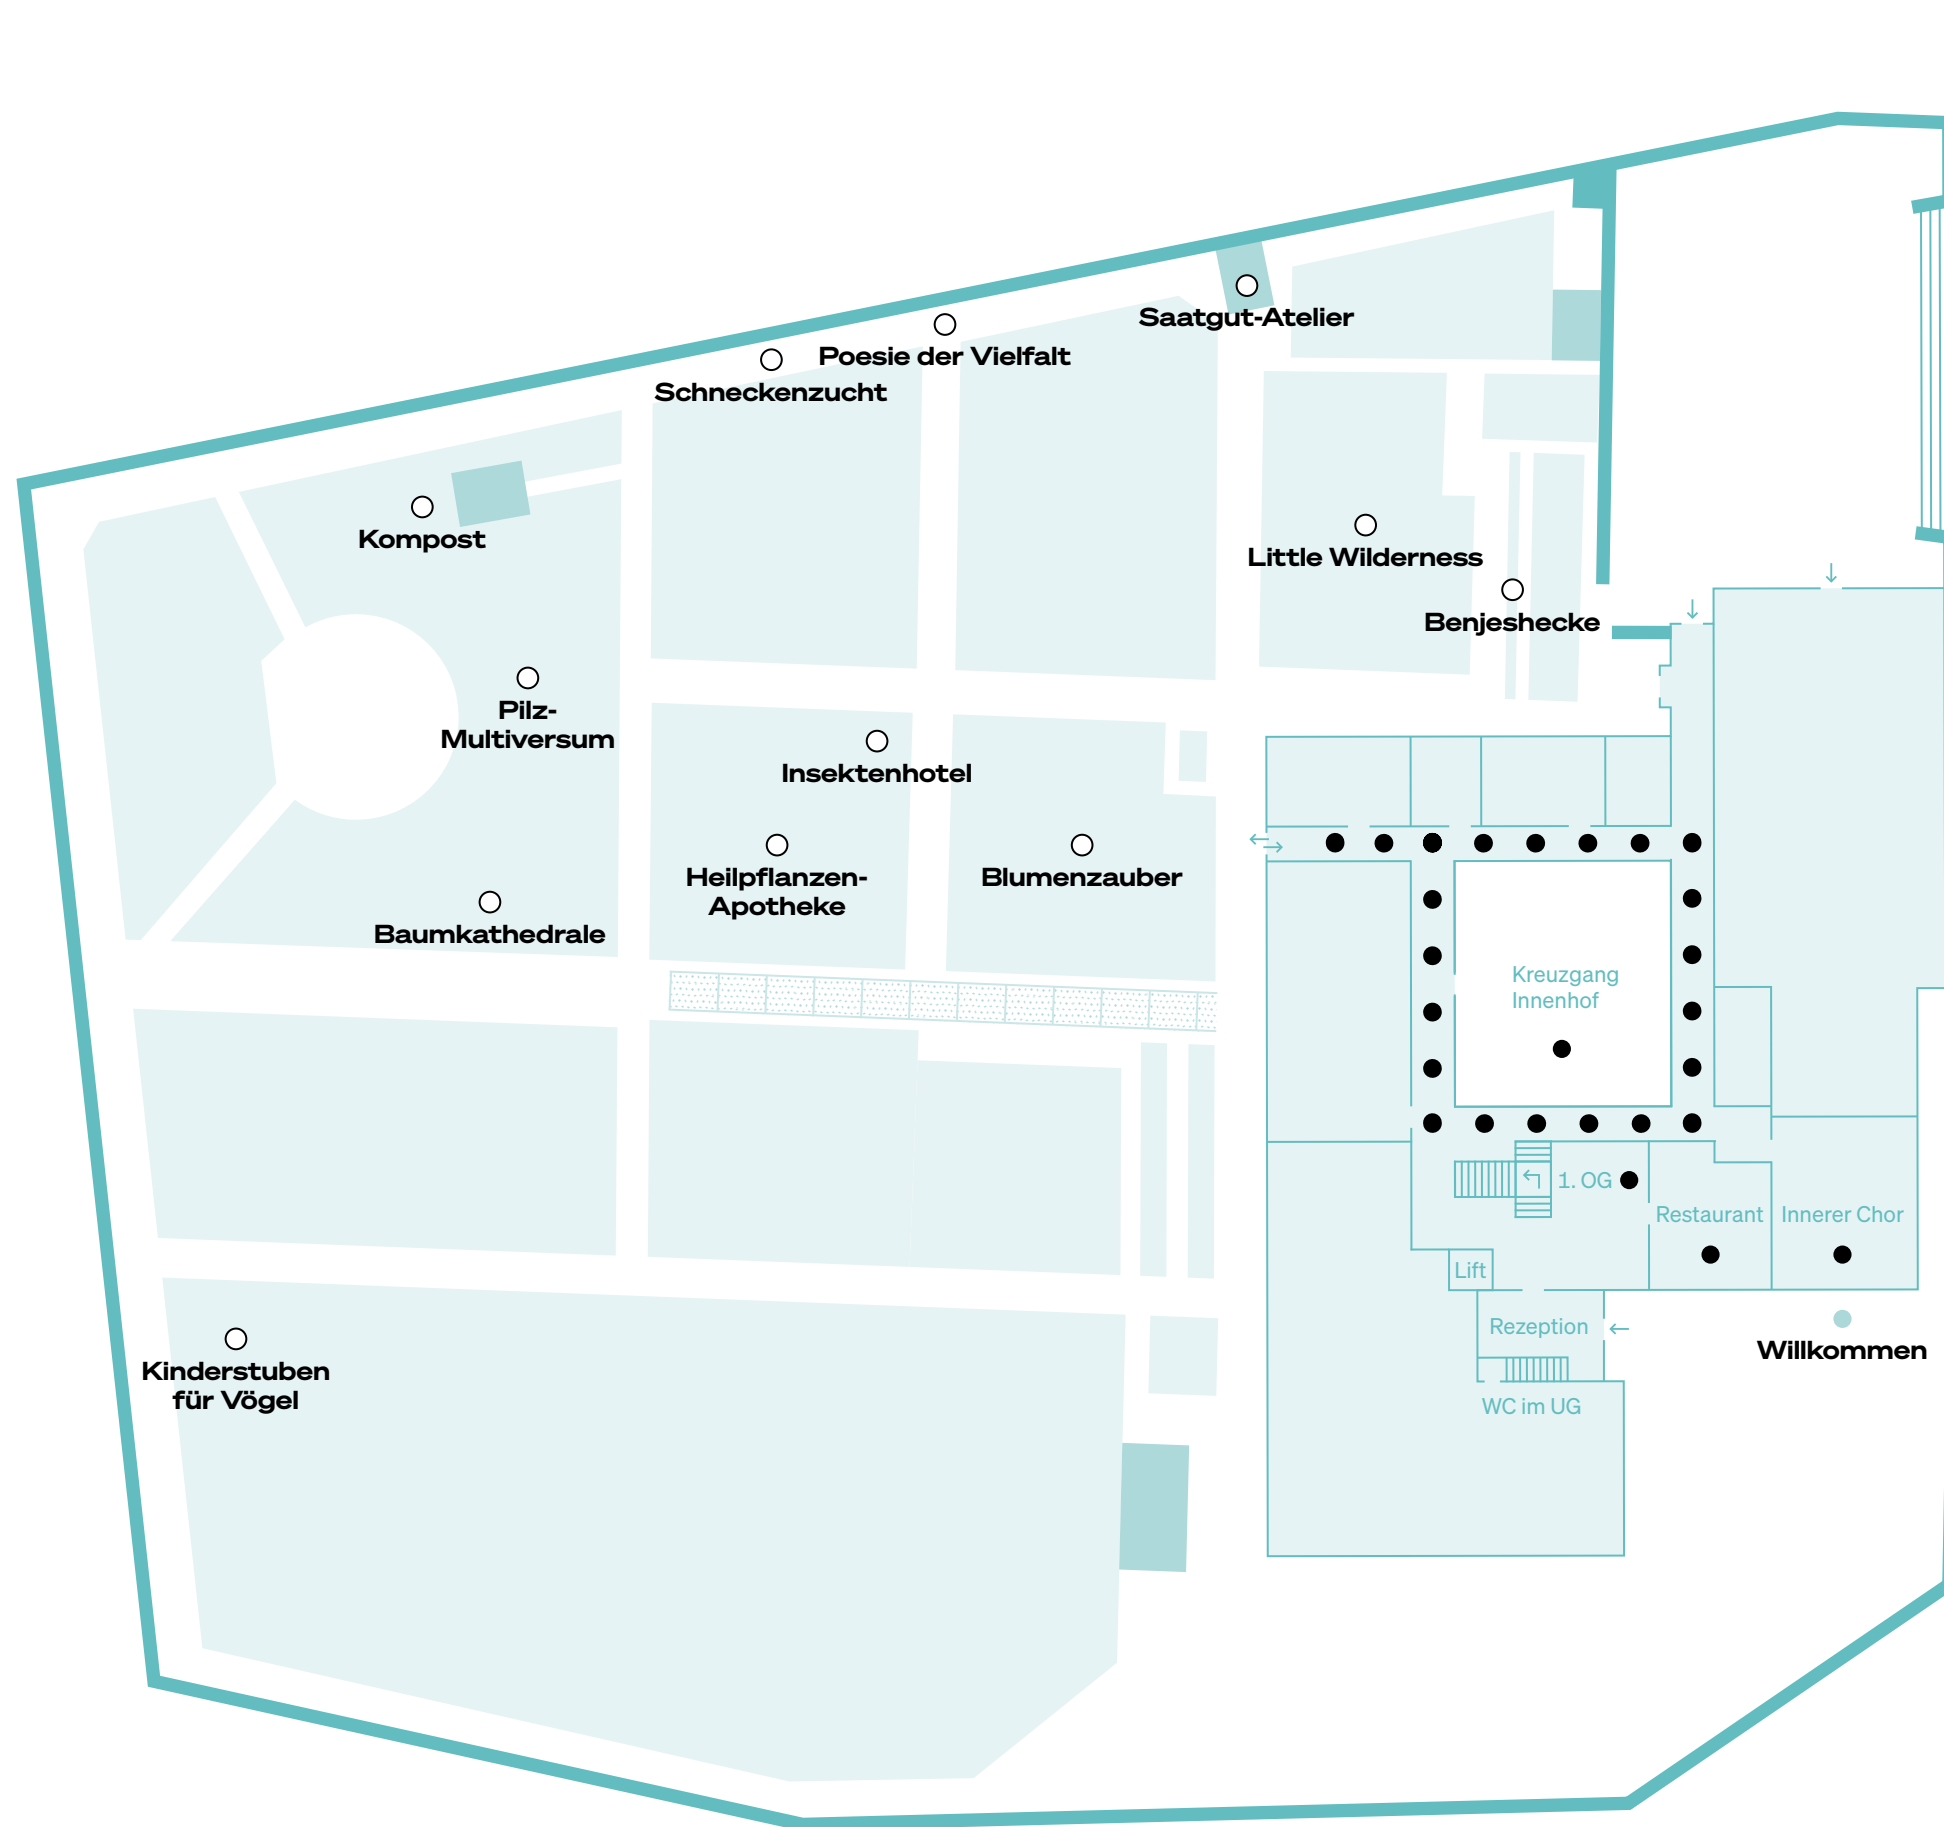 Saatgut-Atelier
Poesie der Vielfalt
Schneckenzucht
Kompost
Little Wilderness
Benjeshecke
Pilz-
Multiversum
Insektenhotel
Heilpflanzen-
Apotheke
Blumenzauber
Baumkathedrale
Kreuzgang
Innenhof
1. OG
Restaurant
Innerer Chor
Lift
Rezeption
Willkommen
WC im UG
Kinderstuben
für Vögel